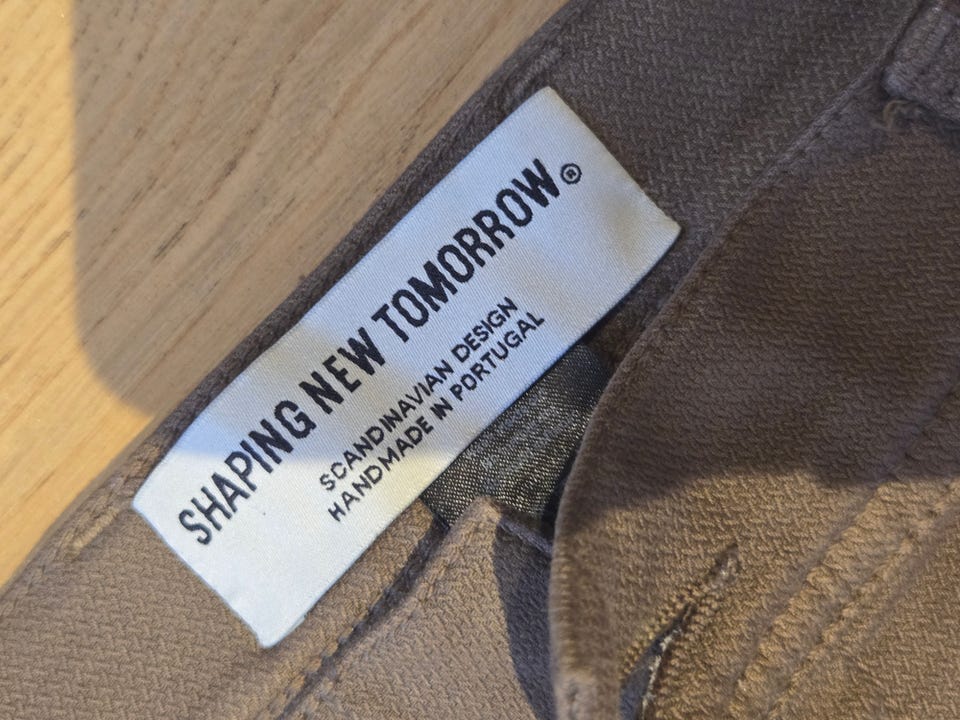 SHAPING NEW TOMORROW®
SCANDINAVIAN DESIGN
HANDMADE IN PORTUGAL